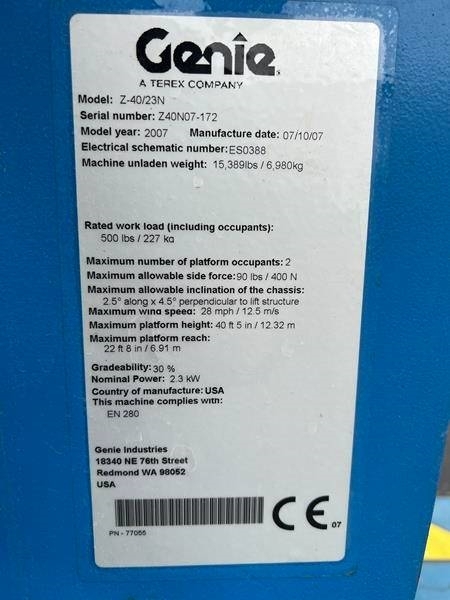 Genie
A TEREX COMPANY
Model: Z-40/23N
Serial number: Z40N07-172
Model year: 2007 Manufacture date: 07/10/07
Electrical schematic number: ES0388
Machine unladen weight: 15,389lbs / 6,980kg
Rated work load (including occupants):
500 lbs / 227 kg
Maximum number of platform occupants: 2
Maximum allowable side force: 90 lbs / 400 N
Maximum allowable inclination of the chassis:
2.5° along x 4.5° perpendicular to lift structure
Maximum wind speed: 28 mph / 12.5 m/s
Maximum platform height: 40 ft 5 in / 12.32 m
Maximum platform reach:
22 ft 8 in / 6.91 m
Gradeability: 30 %
Nominal Power: 2.3 kW
Country of manufacture: USA
This machine complies with:
EN 280
Genie Industries
18340 NE 76th Street
Redmond WA 98052
USA
PN - 77055
CE 07